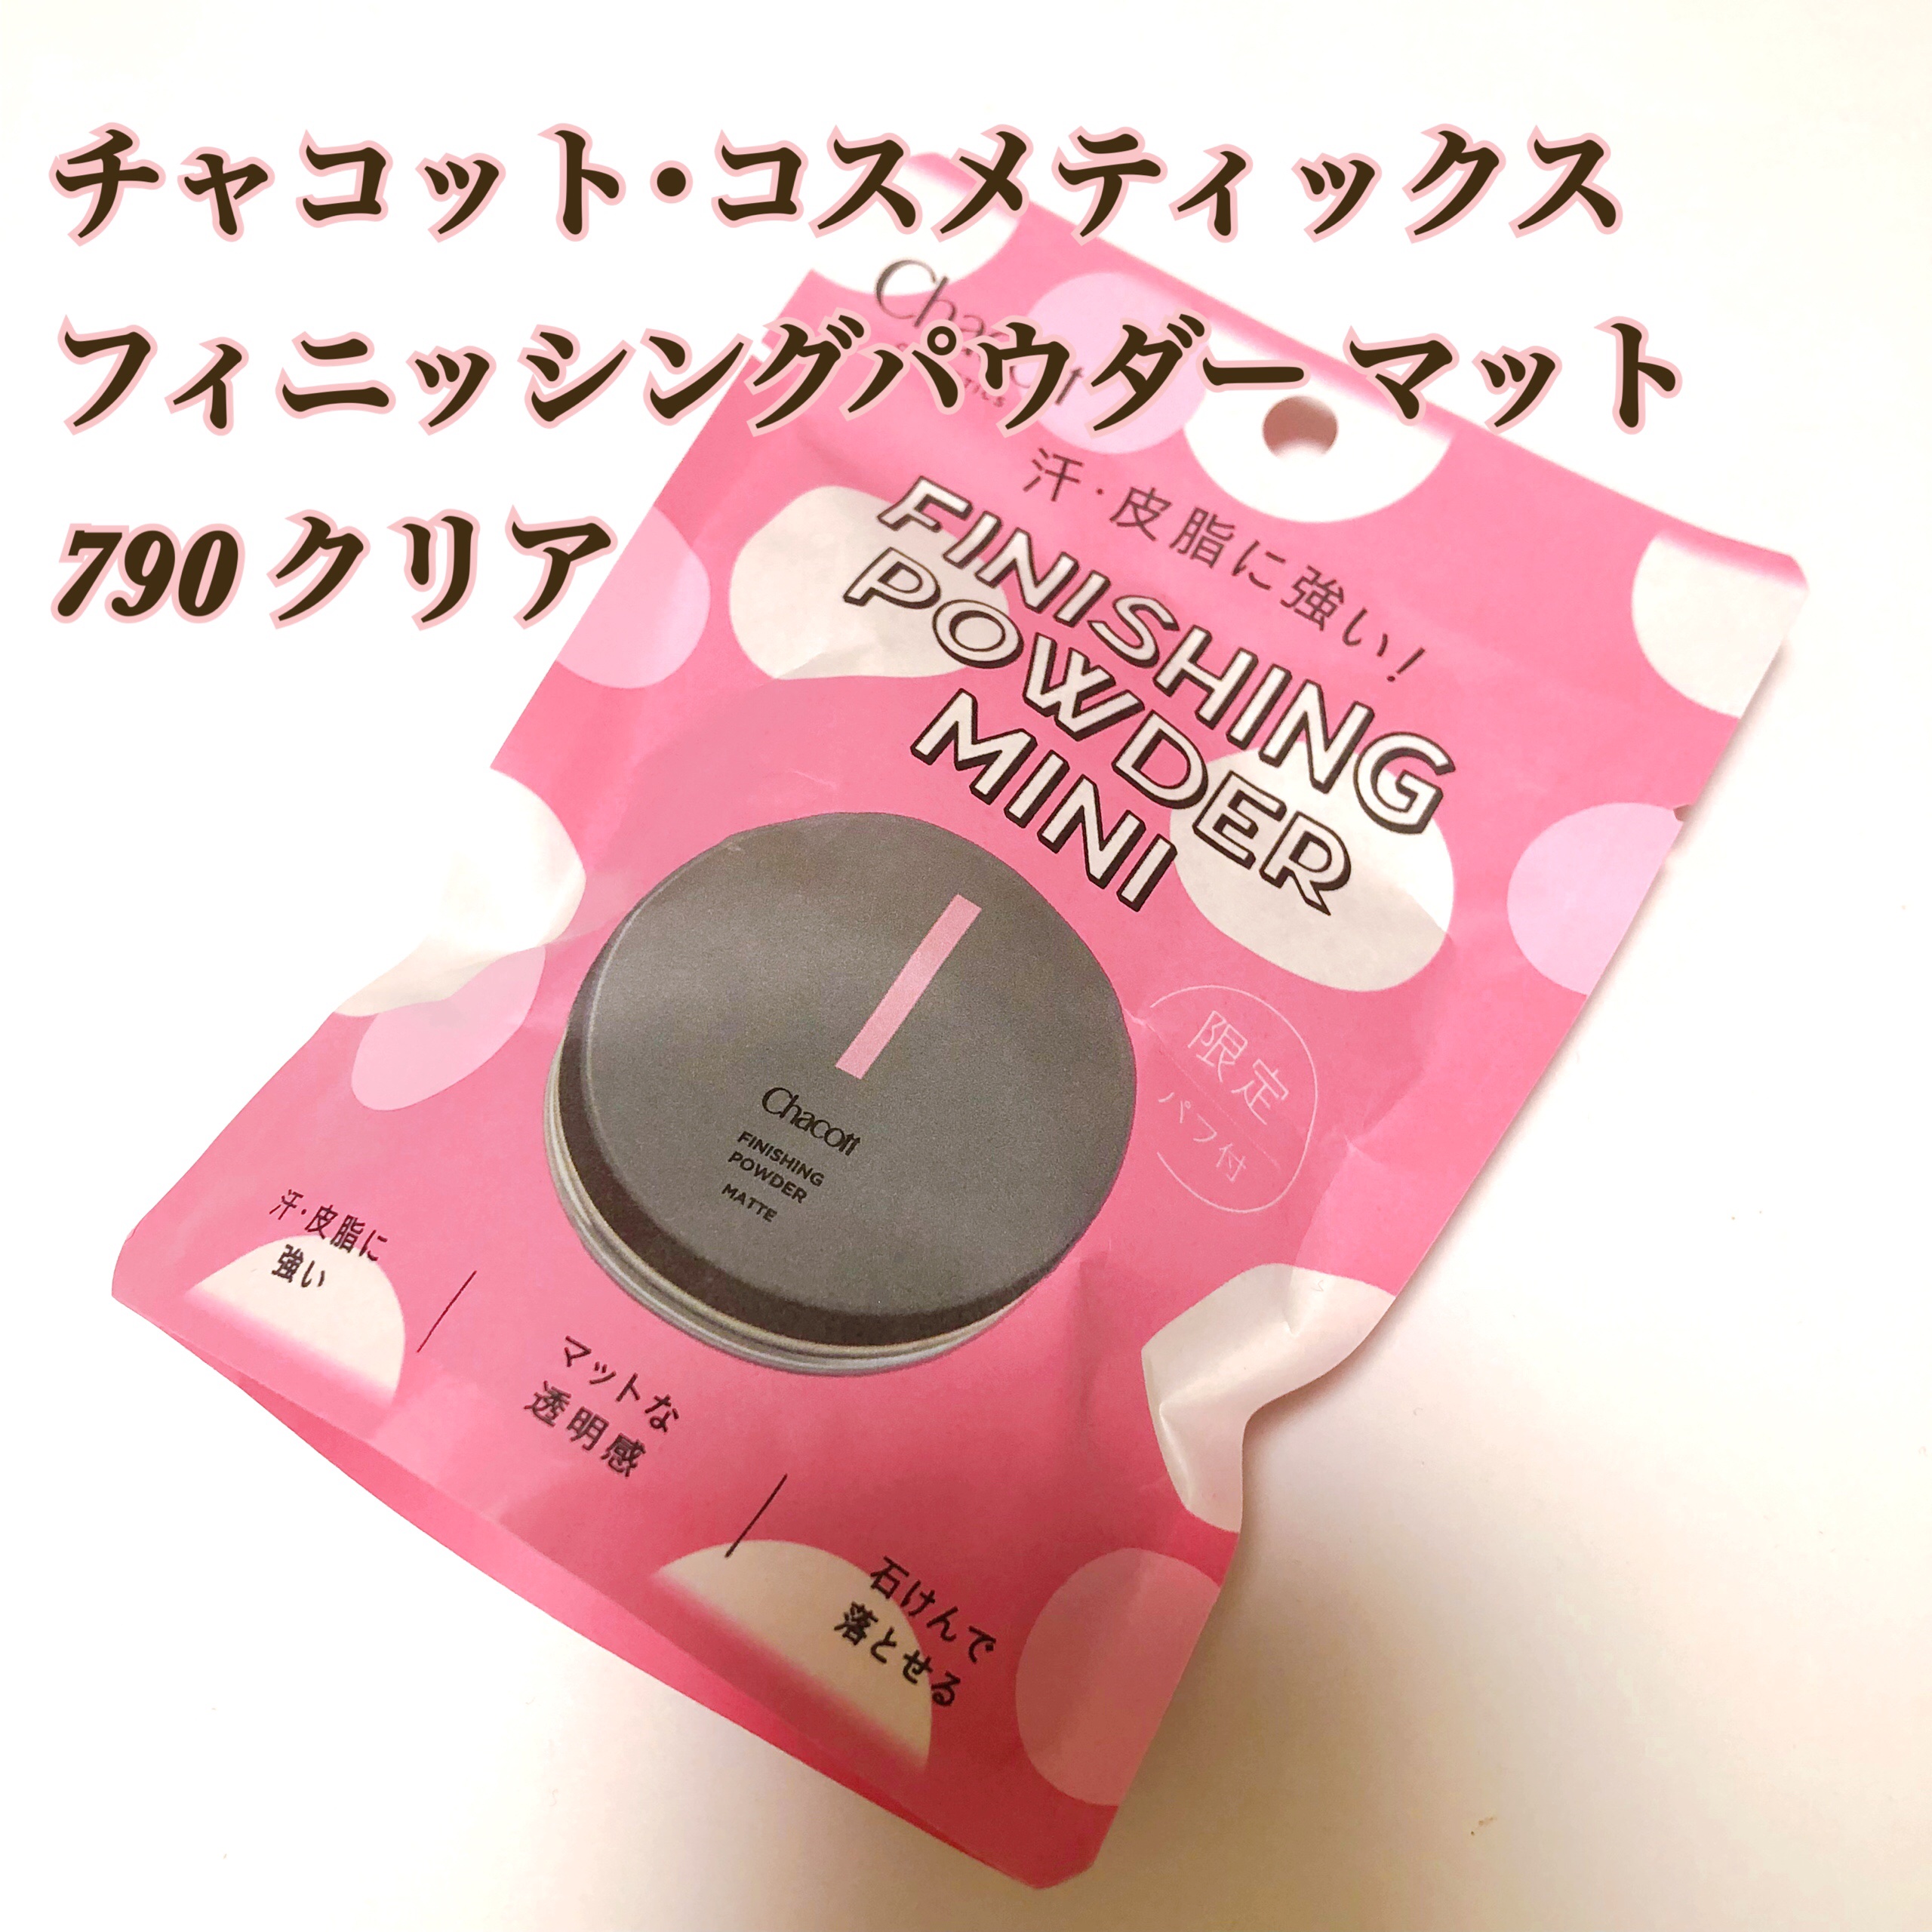 チャコット・コスメティックス
フィニッシングパウダー マット
790 クリア
Chacott
汗・皮脂に強い!
FINISHING
POWDER
MINI
限定
パフ付
Chacott
FINISHING
POWDER
MATTE
汗・皮脂に
強い
マットな
透明感
石けんで
落とせる